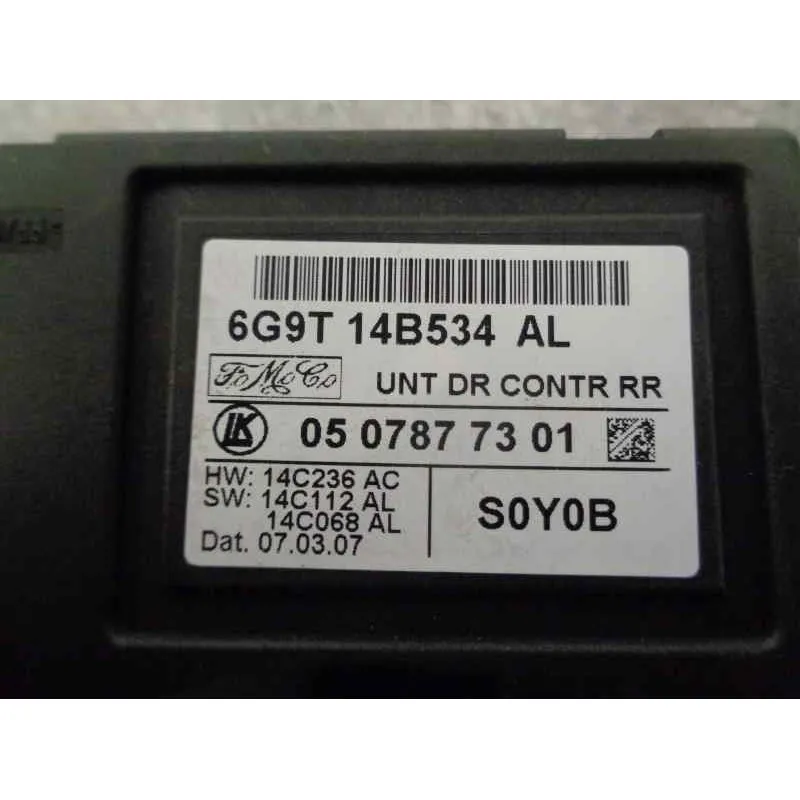 6G9T 14B534 AL
FoMoCo
UNT DR CONTR RR
LK 05 0787 73 01
HW: 14C236 AC
SW: 14C112 AL
14C068 AL
Dat. 07.03.07
S0Y0B